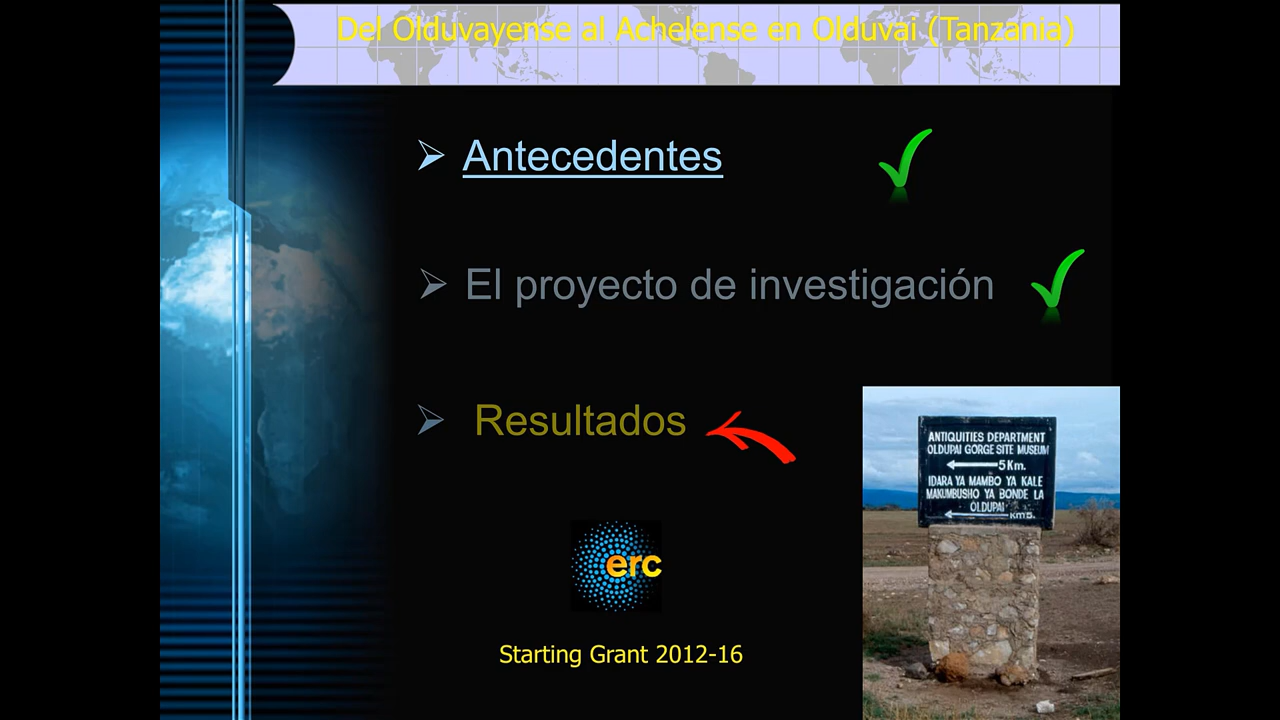 Del Olduvayense al Achelense en Olduvai (Tanzania)
Antecedentes
El proyecto de investigación
Resultados
ANTIQUITIES DEPARTMENT
OLDUPAI GORGE SITE MUSEUM
5 Km.
IDARA YA MAMBO YA KALE
MAKUMBUSHO YA BONDE LA
OLDUPAI
KM5.
erc
Starting Grant 2012-16